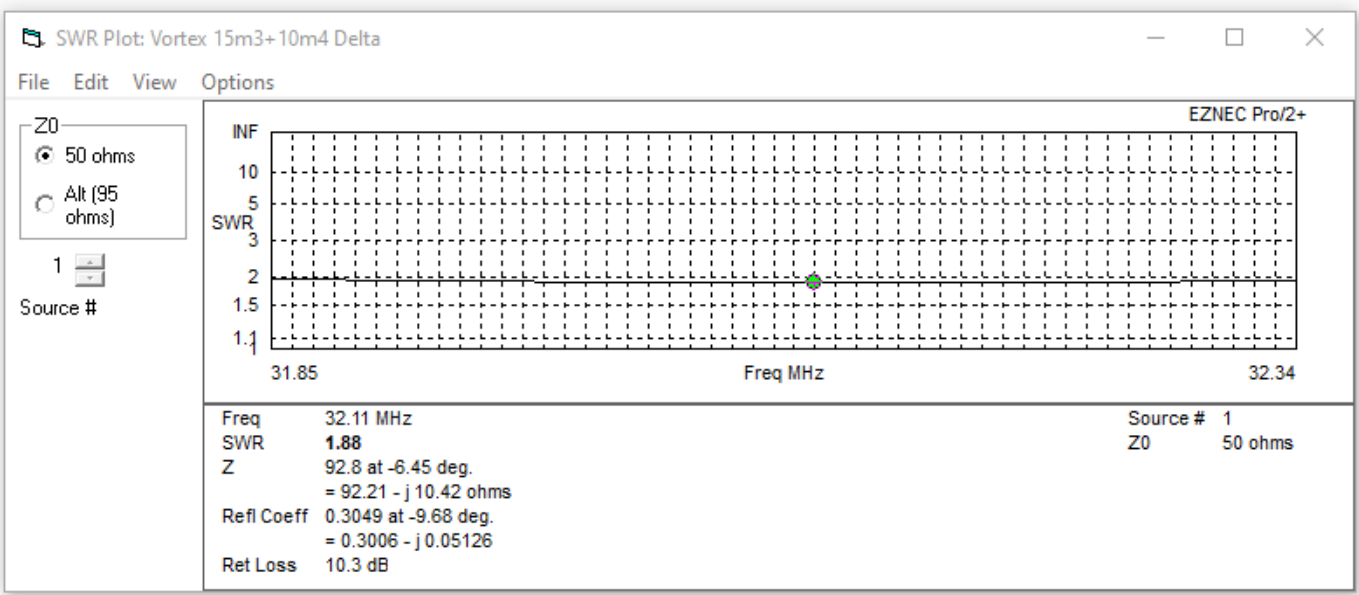 SWR Plot: Vortex 15m3+10m4 Delta
File Edit View Options
Z0
50 ohms
Alt (95
ohms)
1
Source #
EZNEC Pro/2+
INF
10
5
SWR
3
2
1.5
1.1
1
31.85 Freq MHz 32.34
Freq 32.11 MHz Source # 1
SWR 1.88 Z0 50 ohms
Z 92.8 at -6.45 deg.
= 92.21 - j 10.42 ohms
Refl Coeff 0.3049 at -9.68 deg.
= 0.3006 - j 0.05126
Ret Loss 10.3 dB